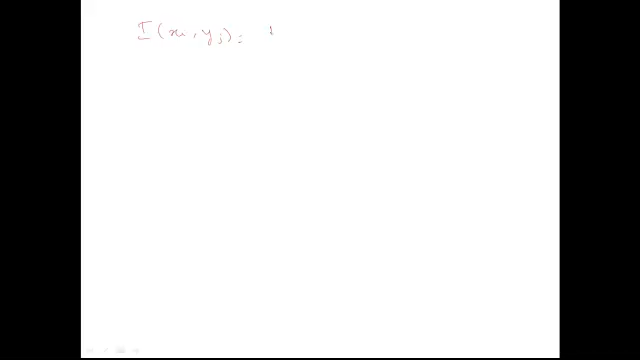 I(xi, yj) =